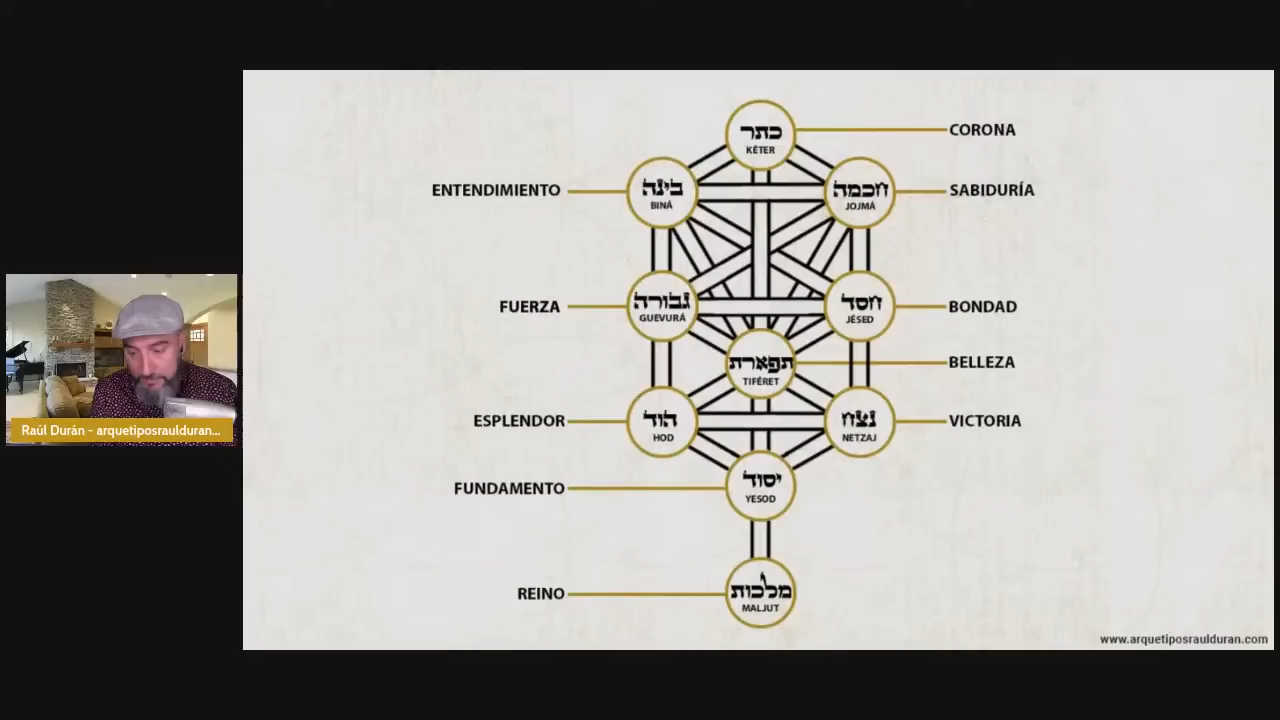 כתר
KÉTER
CORONA
ENTENDIMIENTO
בינה
BINÁ
חכמה
JOJMÁ
SABIDURÍA
FUERZA
גבורה
GUEVURÁ
חסד
JÉSED
BONDAD
תפארת
TIFÉRET
BELLEZA
ESPLENDOR
הוד
HOD
נצח
NETZAJ
VICTORIA
FUNDAMENTO
יסוד
YESOD
REINO
מלכות
MALJUT
Raúl Durán - arquetiposraulduran...
www.arquetiposraulduran.com